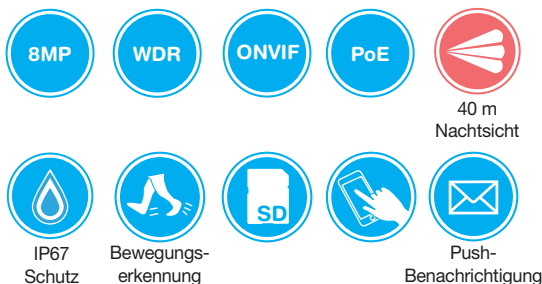 8MP
WDR
ONVIF
PoE
40 m
Nachtsicht
SD
IP67
Schutz
Bewegungs-
erkennung
Push-
Benachrichtigung